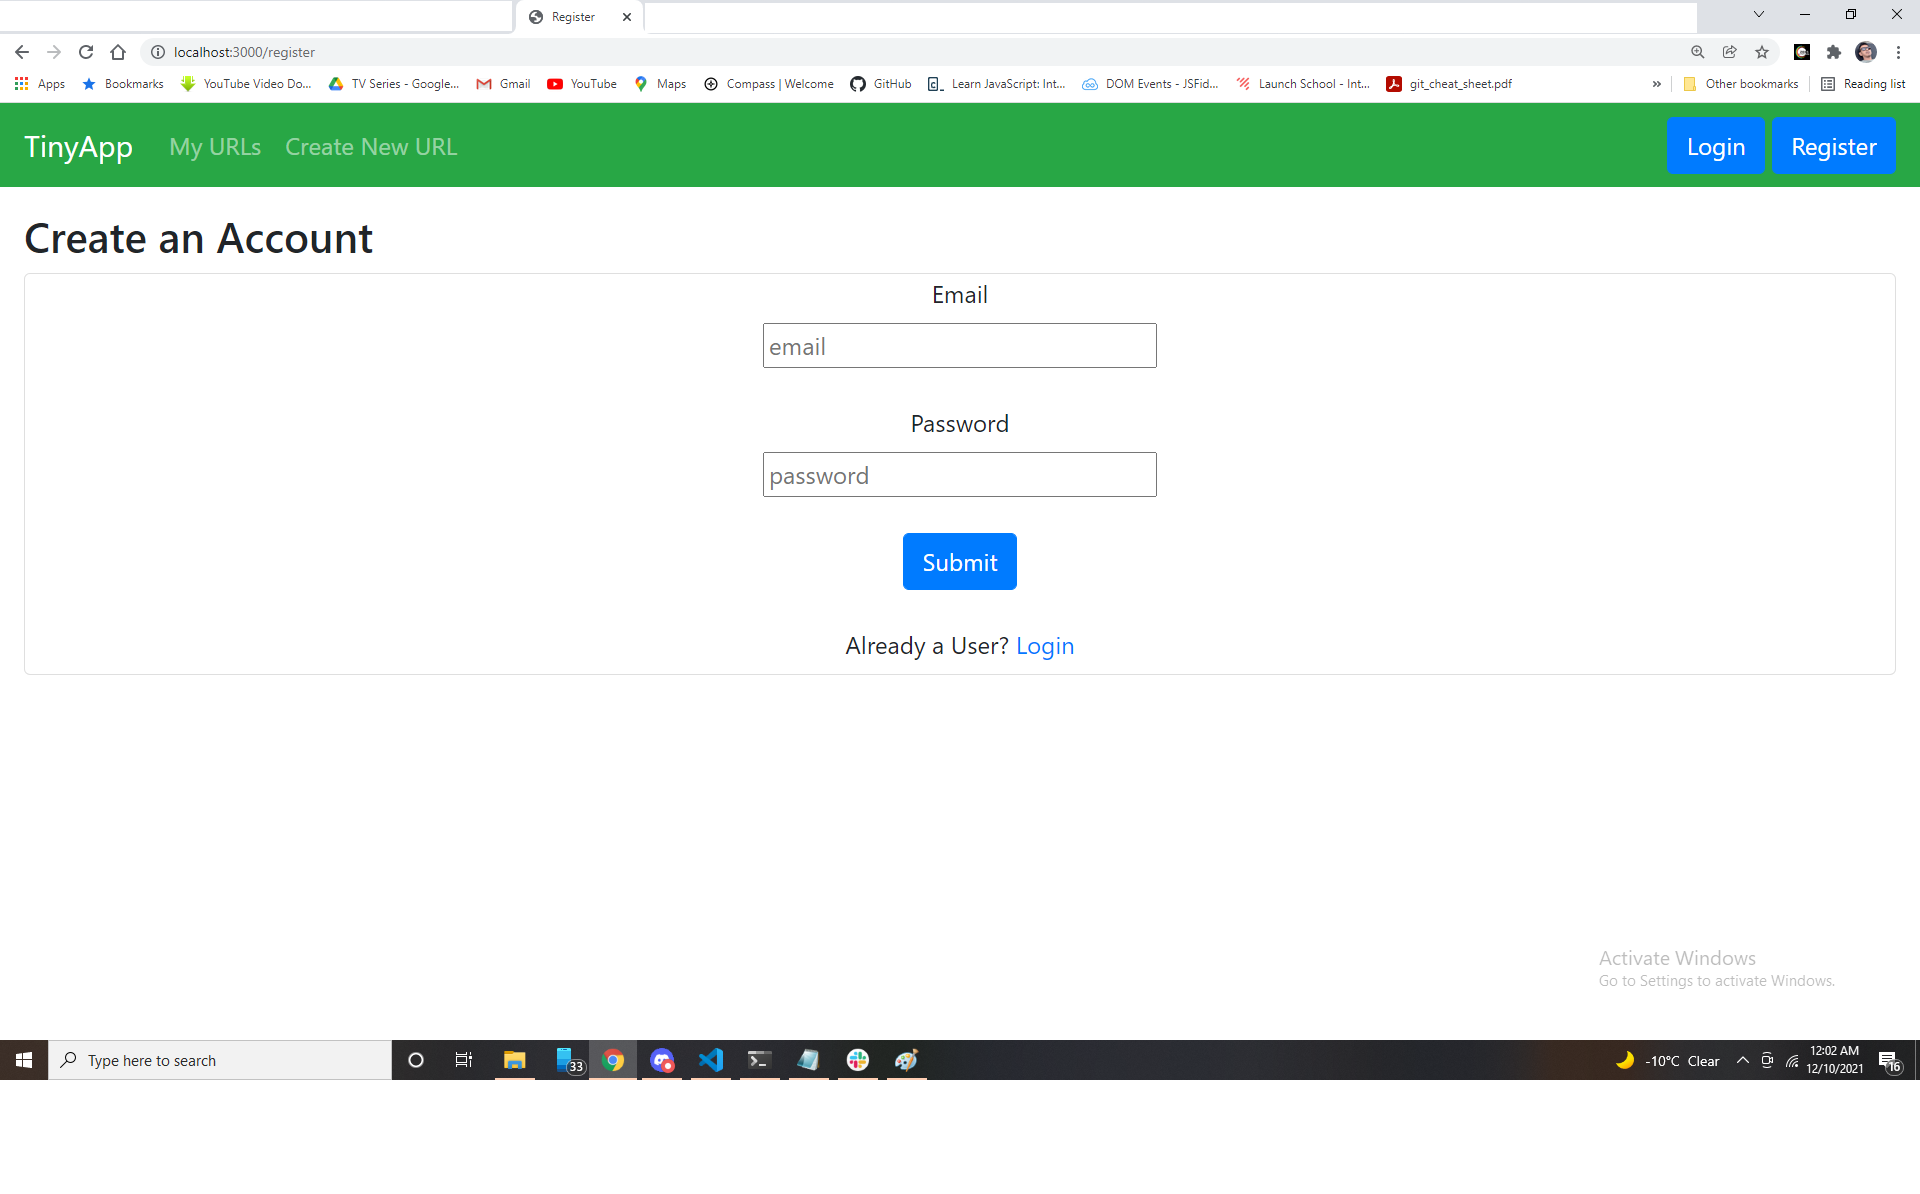 Register
localhost:3000/register
Apps Bookmarks YouTube Video Do... TV Series - Google... Gmail YouTube Maps Compass | Welcome GitHub Learn JavaScript: Int... DOM Events - JSFid... Launch School - Int... git_cheat_sheet.pdf » Other bookmarks Reading list
TinyApp My URLs Create New URL Login Register
Create an Account
Email
email
Password
password
Submit
Already a User? Login
Activate Windows
Go to Settings to activate Windows.
Type here to search 33 -10°C Clear 12:02 AM
12/10/2021 16